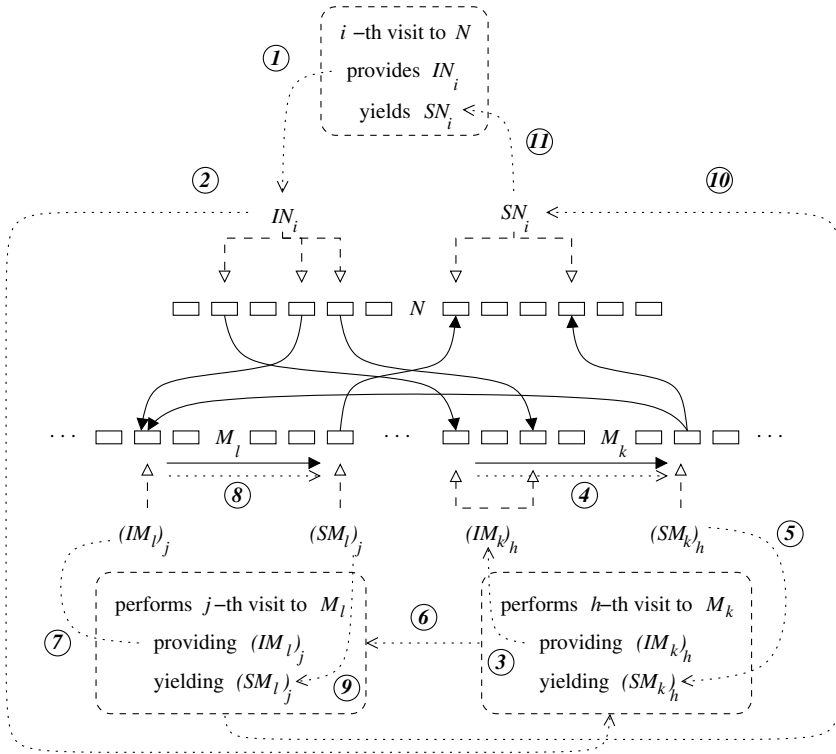 i –th visit to N
1
provides IN_i
yields SN_i
11
2
10
IN_i
SN_i
N
··· M_l ··· M_k ···
8
4
(IM_l)_j (SM_l)_j (IM_k)_h (SM_k)_h
5
performs j–th visit to M_l
performs h–th visit to M_k
6
7
providing (IM_l)_j
3
providing (IM_k)_h
yielding (SM_l)_j
9
yielding (SM_k)_h